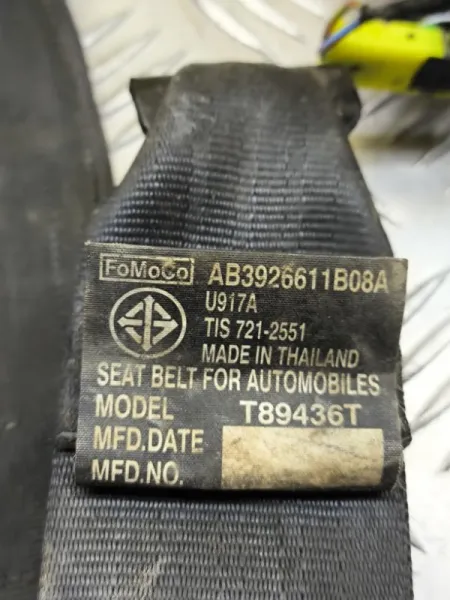 FoMoCo AB3926611B08A
U917A
TIS 721-2551
MADE IN THAILAND
SEAT BELT FOR AUTOMOBILES
MODEL T89436T
MFD.DATE
MFD.NO.